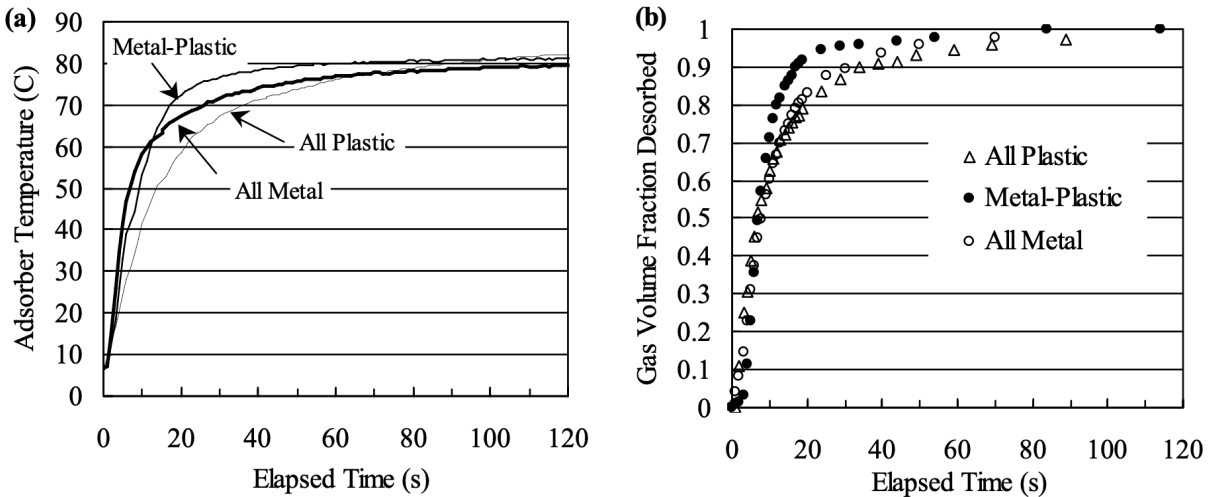 (a)
Adsorber Temperature (C)
90
80
70
60
50
40
30
20
10
0
Metal-Plastic
All Plastic
All Metal
0 20 40 60 80 100 120
Elapsed Time (s)
(b)
Gas Volume Fraction Desorbed
1
0.9
0.8
0.7
0.6
0.5
0.4
0.3
0.2
0.1
0
All Plastic
Metal-Plastic
All Metal
0 20 40 60 80 100 120
Elapsed Time (s)